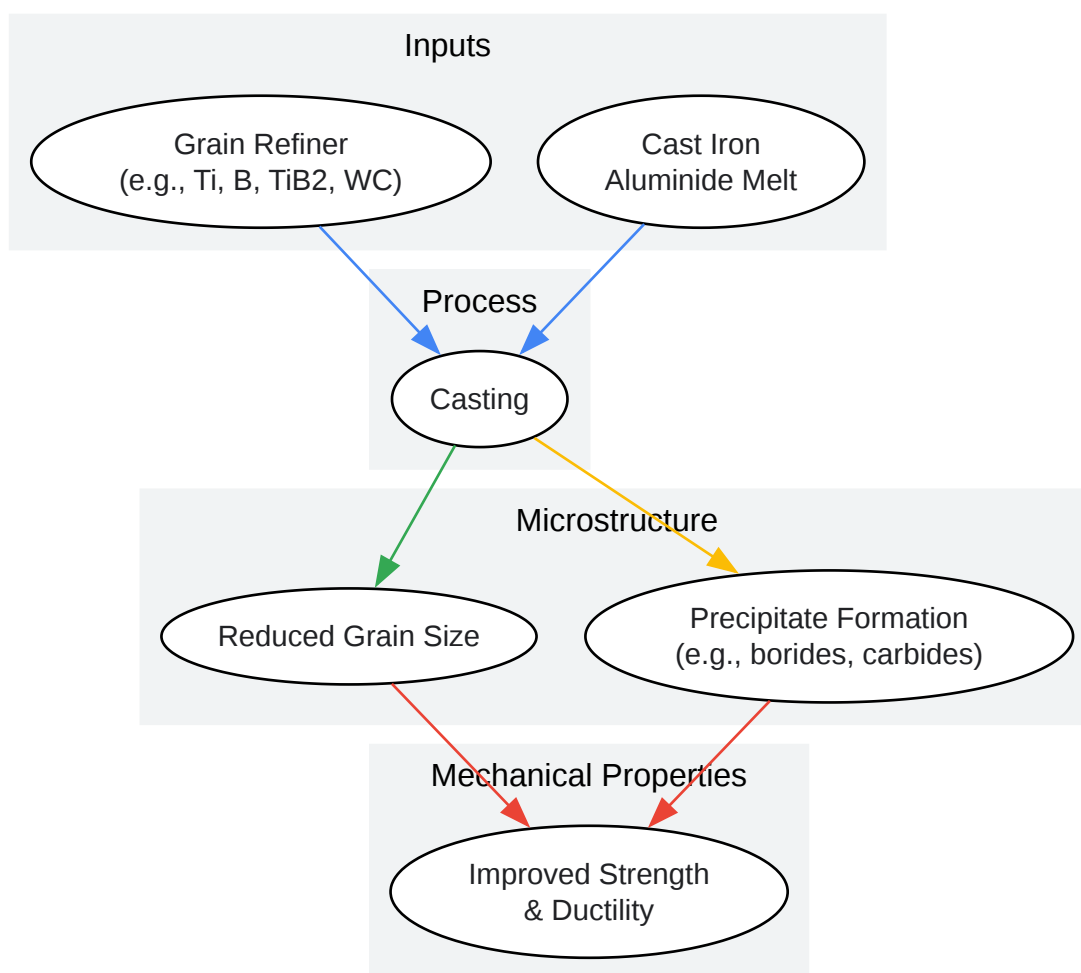 Inputs
Grain Refiner
(e.g., Ti, B, TiB2, WC)
Cast Iron
Aluminide Melt
Process
Casting
Microstructure
Reduced Grain Size
Precipitate Formation
(e.g., borides, carbides)
Mechanical Properties
Improved Strength
& Ductility